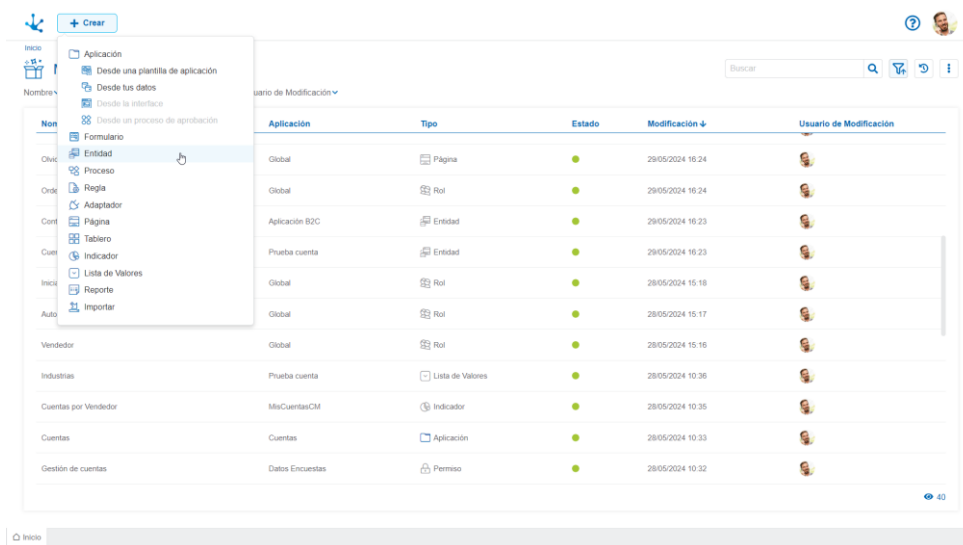 + Crear
Inicio
Aplicación
Desde una plantilla de aplicación
Desde tus datos
Desde la interface
Desde un proceso de aprobación
Formulario
Entidad
Proceso
Regla
Adaptador
Página
Tablero
Indicador
Lista de Valores
Reporte
Importar
Buscar
Nombre
uario de Modificación
Nom Aplicación Tipo Estado Modificación Usuario de Modificación
Olvid Global Página 29/05/2024 16:24
Orde Global Rol 29/05/2024 16:24
Cont Aplicación B2C Entidad 29/05/2024 16:23
Cuen Prueba cuenta Entidad 29/05/2024 16:23
Inicia Global Rol 28/05/2024 15:18
Auto Global Rol 28/05/2024 15:17
Vendedor Global Rol 28/05/2024 15:16
Industrias Prueba cuenta Lista de Valores 28/05/2024 10:36
Cuentas por Vendedor MisCuentasCM Indicador 28/05/2024 10:35
Cuentas Cuentas Aplicación 28/05/2024 10:33
Gestión de cuentas Datos Encuestas Permiso 28/05/2024 10:32
40
Inicio